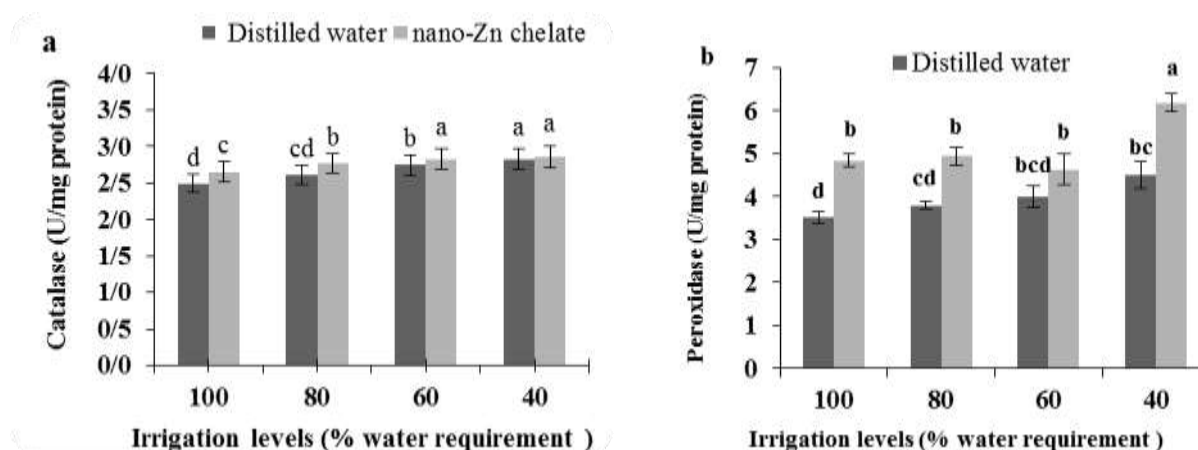 a
Distilled water nano-Zn chelate
Catalase (U/mg protein)
4/0
3/5
3/0
2/5
2/0
1/5
1/0
0/5
0/0
d c cd b b a a a
100 80 60 40
Irrigation levels (% water requirement )
b
Distilled water
Peroxidase (U/mg protein)
7
6
5
4
3
2
1
0
d b cd b bcd b bc a
100 80 60 40
Irrigation levels (% water requirement )